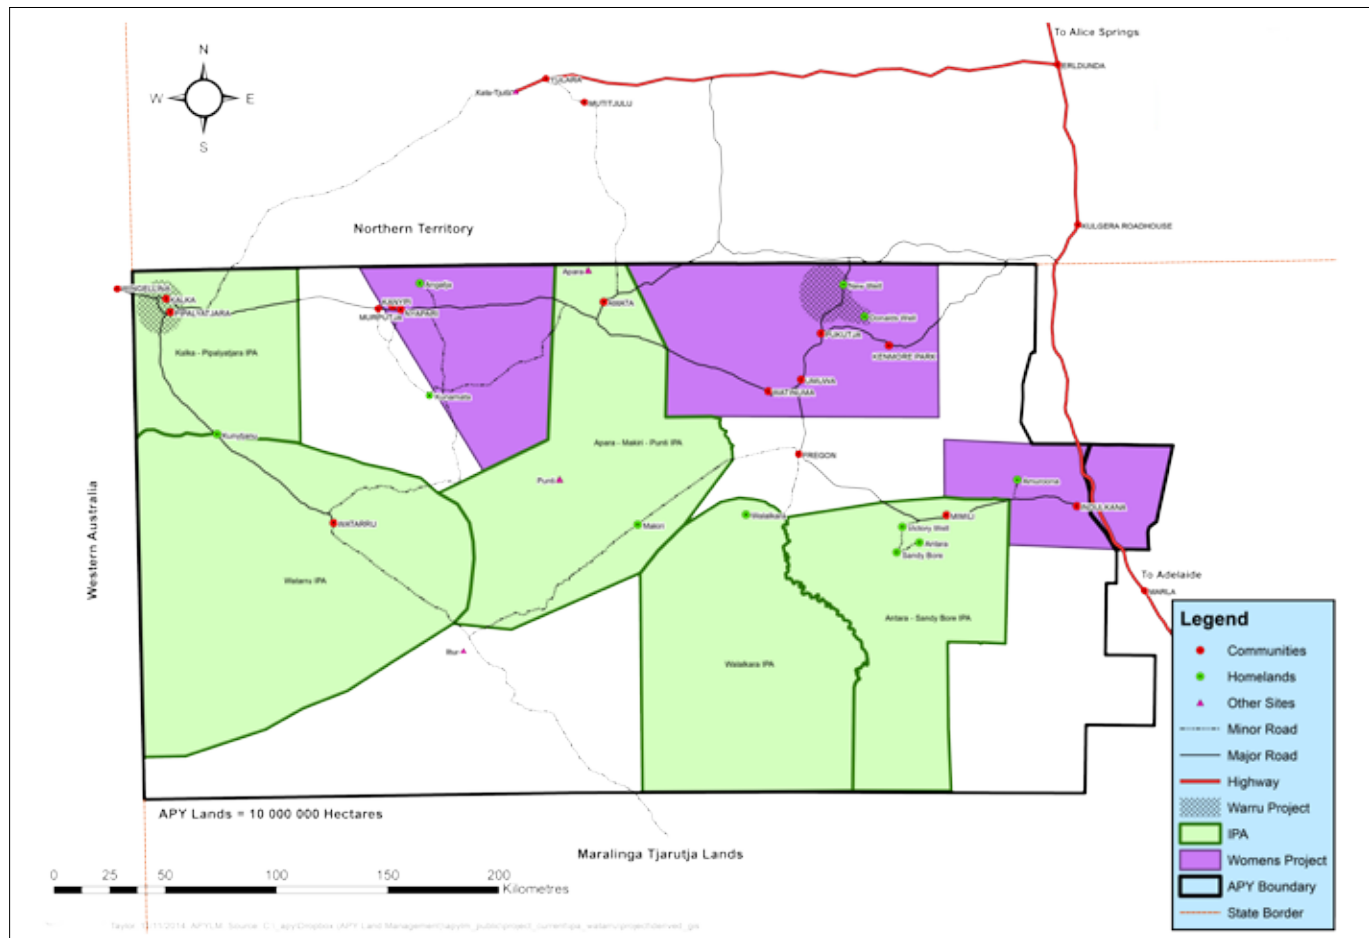 To Alice Springs
N
W
E
S
ERLDUNDA
YULARA
Kata-Tjuta
MUTITJULU
Northern Territory
KULGERA ROADHOUSE
Apara
WINGELLINA
KALKA
PIPALYATJARA
Angatja
KANYPI
MURPUTJA
NYAPARI
AMATA
New Well
Donalds Well
PUKUTJA
KENMORE PARK
Kalka - Pipalyatjara IPA
UMUWA
WATINUMA
Kunamata
Kunytjanu
Apara - Makiri - Punti IPA
FREGON
Punti
Amuroona
INDULKANA
Western Australia
WATARRU
Makiri
Walalkara
MIMILI
Victory Well
Antara
Sandy Bore
Watarru IPA
To Adelaide
MARLA
Antara - Sandy Bore IPA
Iltur
Walalkara IPA
APY Lands = 10 000 000 Hectares
Maralinga Tjarutja Lands
0 25 50 100 150 200
Kilometres
Legend
Communities
Homelands
Other Sites
Minor Road
Major Road
Highway
Warru Project
IPA
Womens Project
APY Boundary
State Border